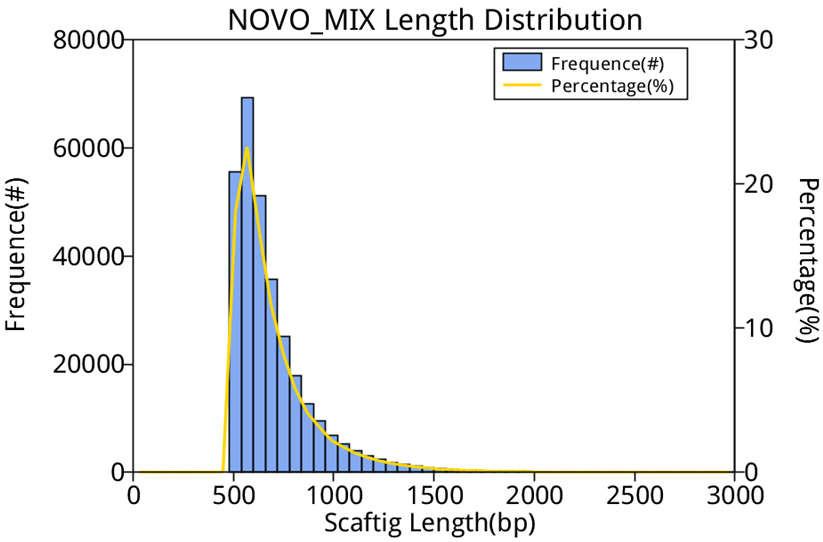 NOVO_MIX Length Distribution
80000
60000
40000
20000
0
30
20
10
0
Frequence(#)
Percentage(%)
Frequence(#)
Percentage(%)
0 500 1000 1500 2000 2500 3000
Scaftig Length(bp)